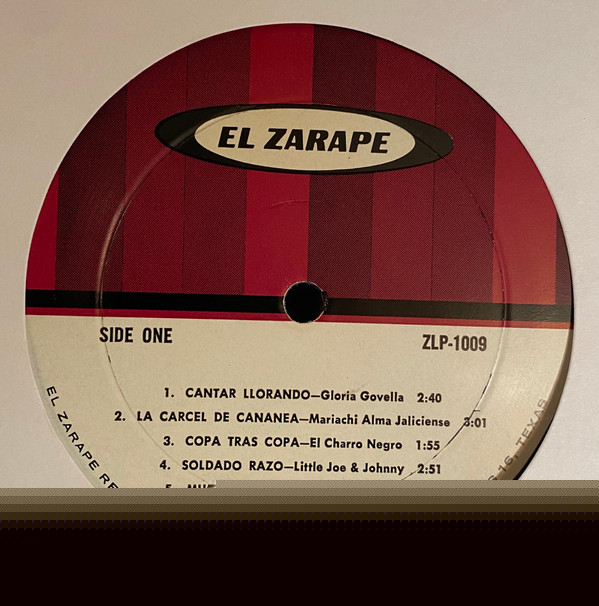 EL ZARAPE
SIDE ONE
ZLP-1009
1. CANTAR LLORANDO—Gloria Govella 2:40
2. LA CARCEL DE CANANEA—Mariachi Alma Jaliciense 3:01
3. COPA TRAS COPA—El Charro Negro 1:55
4. SOLDADO RAZO—Little Joe & Johnny 2:51
5.
EL ZARAPE
16, TEXAS